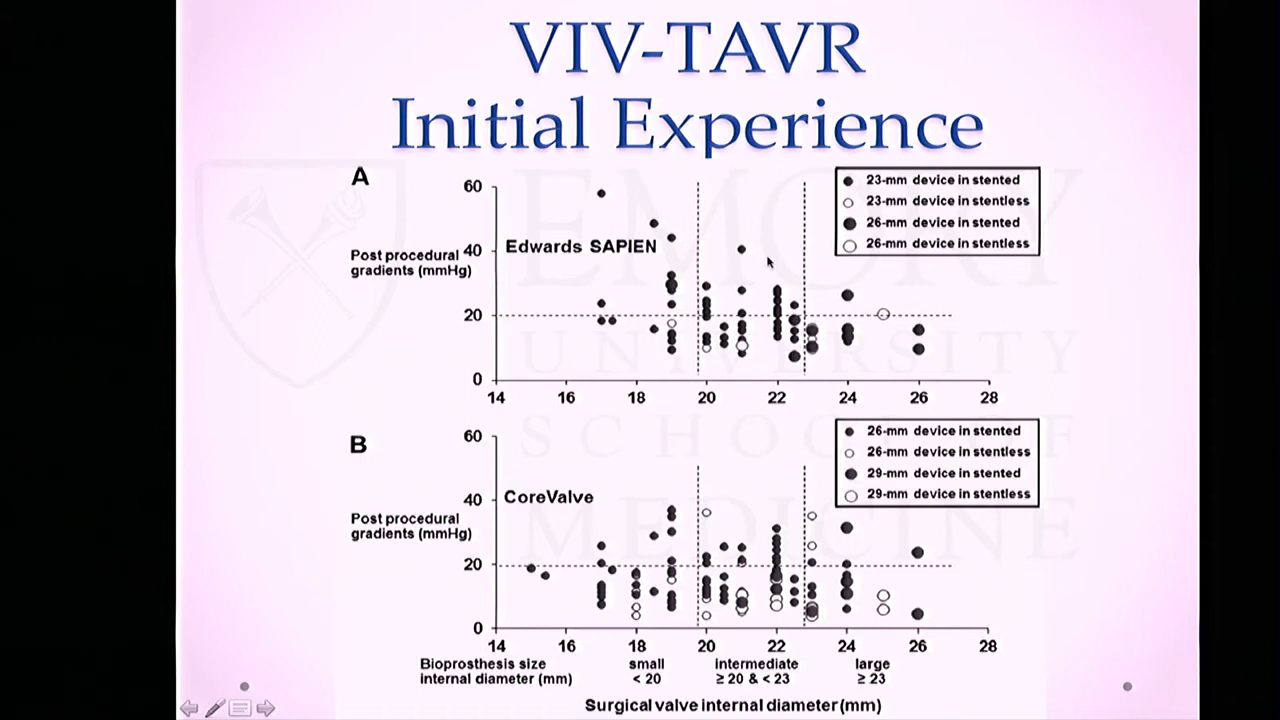 VIV-TAVR
Initial Experience
A
60
40
20
0
Post procedural
gradients (mmHg)
Edwards SAPIEN
23-mm device in stented
23-mm device in stentless
26-mm device in stented
26-mm device in stentless
14 16 18 20 22 24 26 28
B
60
40
20
0
Post procedural
gradients (mmHg)
CoreValve
26-mm device in stented
26-mm device in stentless
29-mm device in stented
29-mm device in stentless
14 16 18 20 22 24 26 28
Bioprosthesis size small intermediate large
internal diameter (mm) < 20 ≥ 20 & < 23 ≥ 23
Surgical valve internal diameter (mm)
EMORY
UNIVERSITY
SCHOOL OF
MEDICINE